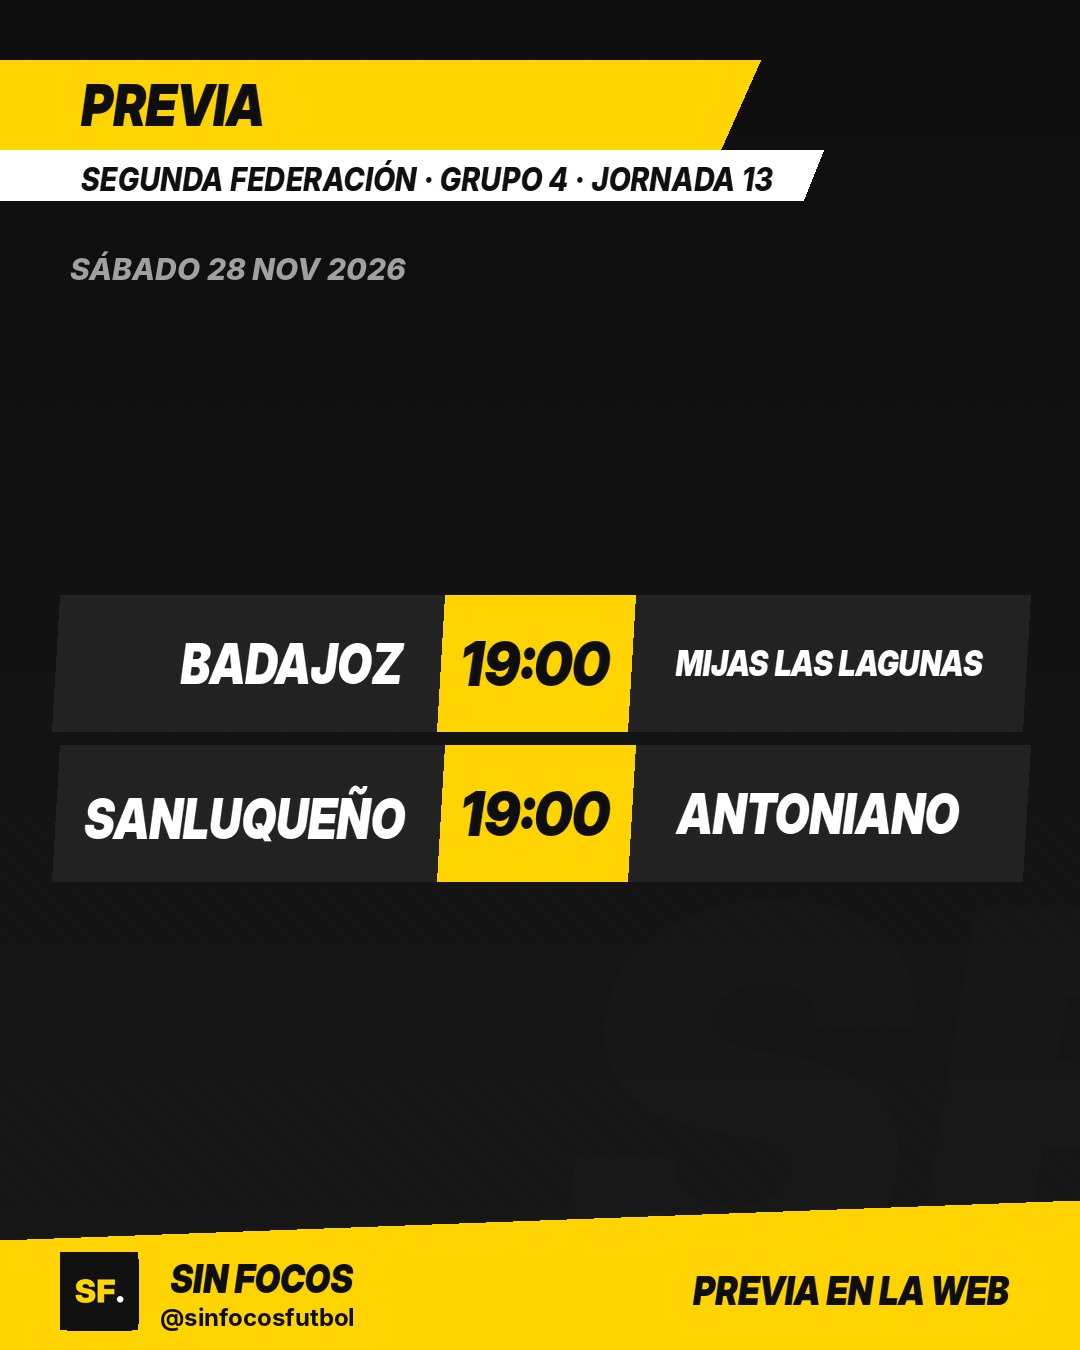 PREVIA
SEGUNDA FEDERACIÓN · GRUPO 4 · JORNADA 13
SÁBADO 28 NOV 2026
BADAJOZ 19:00 MIJAS LAS LAGUNAS
SANLUQUEÑO 19:00 ANTONIANO
SF
SF. SIN FOCOS
@sinfocosfutbol
PREVIA EN LA WEB